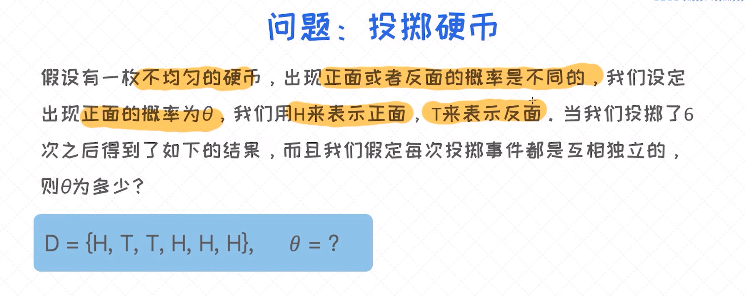 问题：投掷硬币
假设有一枚不均匀的硬币，出现正面或者反面的概率是不同的，我们设定
出现正面的概率为θ，我们用H来表示正面，T来表示反面．当我们投掷了6
次之后得到了如下的结果，而且我们假定每次投掷事件都是互相独立的，
则θ为多少？
D = {H, T, T, H, H, H}, θ = ?